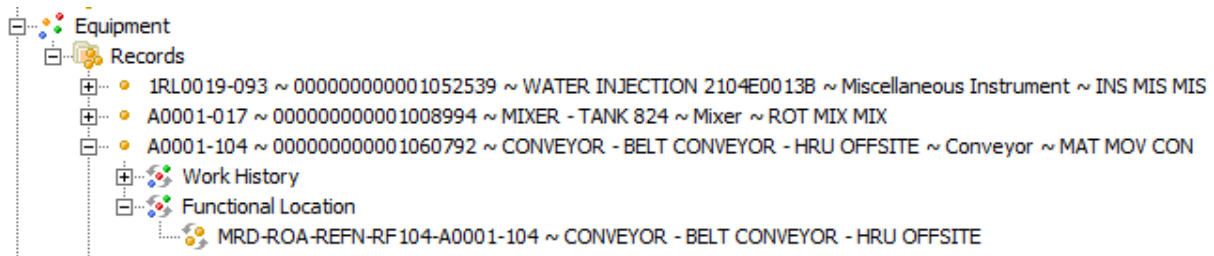 Equipment
Records
1RL0019-093 ~ 000000000001052539 ~ WATER INJECTION 2104E0013B ~ Miscellaneous Instrument ~ INS MIS MIS
A0001-017 ~ 000000000001008994 ~ MIXER - TANK 824 ~ Mixer ~ ROT MIX MIX
A0001-104 ~ 000000000001060792 ~ CONVEYOR - BELT CONVEYOR - HRU OFFSITE ~ Conveyor ~ MAT MOV CON
Work History
Functional Location
MRD-ROA-REFN-RF104-A0001-104 ~ CONVEYOR - BELT CONVEYOR - HRU OFFSITE